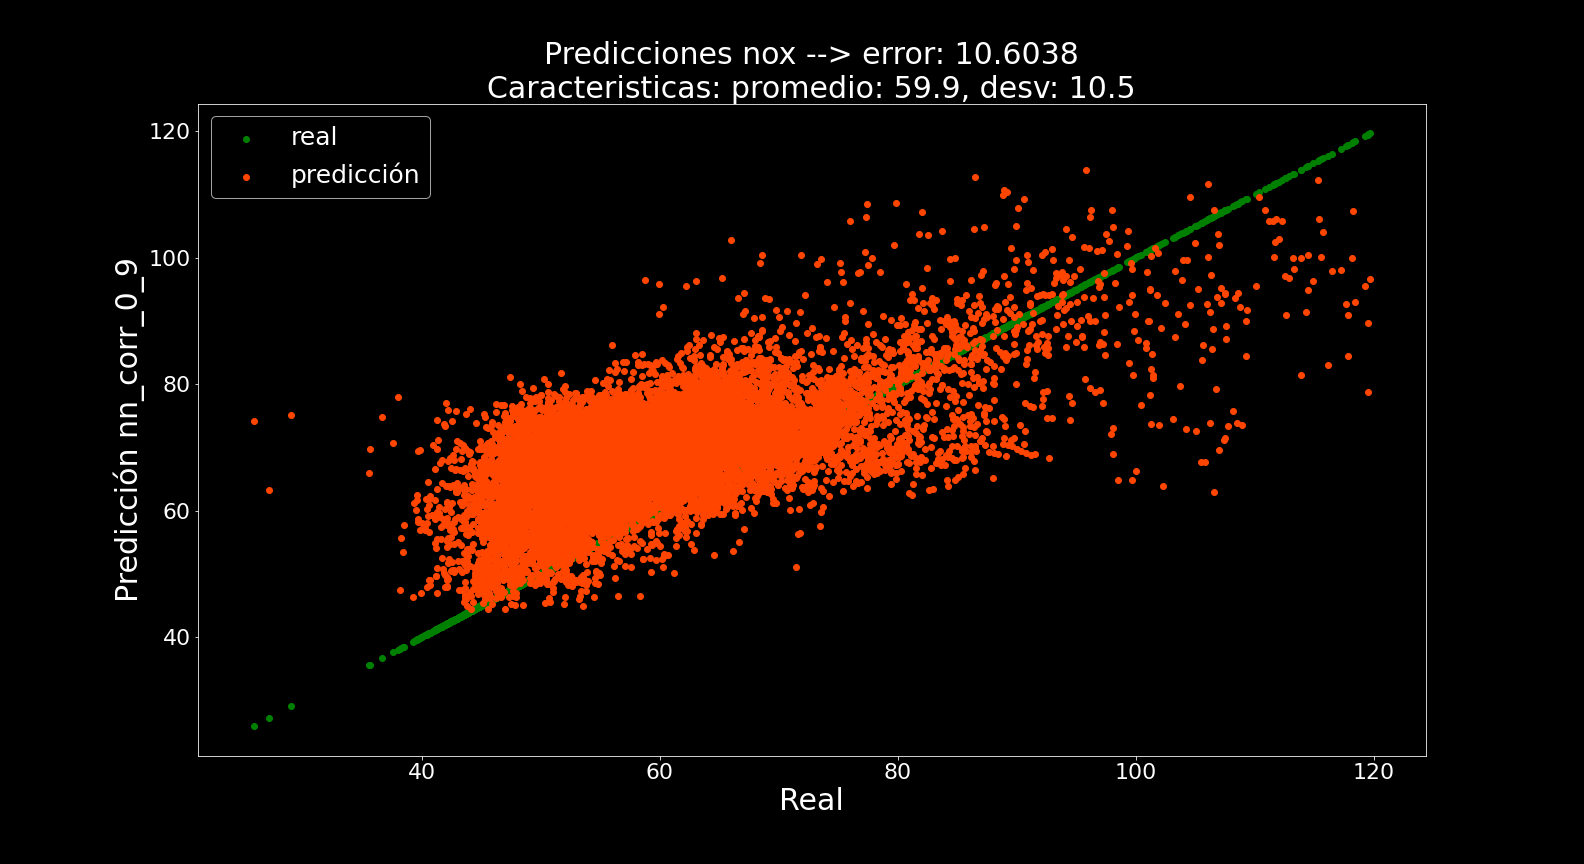 Predicciones nox --> error: 10.6038
Caracteristicas: promedio: 59.9, desv: 10.5
real
predicción
120
100
80
60
40
Predicción nn_corr_0_9
40 60 80 100 120
Real